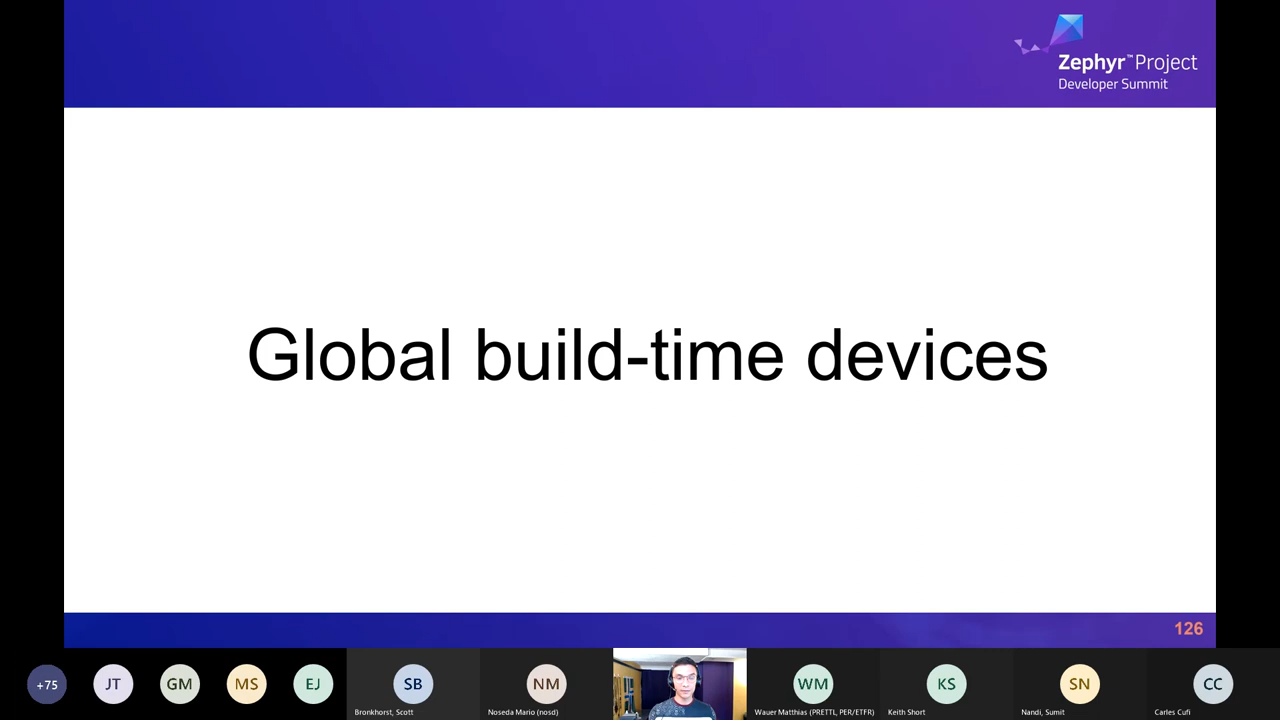 Zephyr™Project
Developer Summit
Global build-time devices
126
+75
JT
GM
MS
EJ
SB
Bronkhorst, Scott
NM
Noseda Mario (nosd)
WM
Wauer Matthias (PRETTL, PER/ETFR)
KS
Keith Short
SN
Nandi, Sumit
CC
Carles Cufi